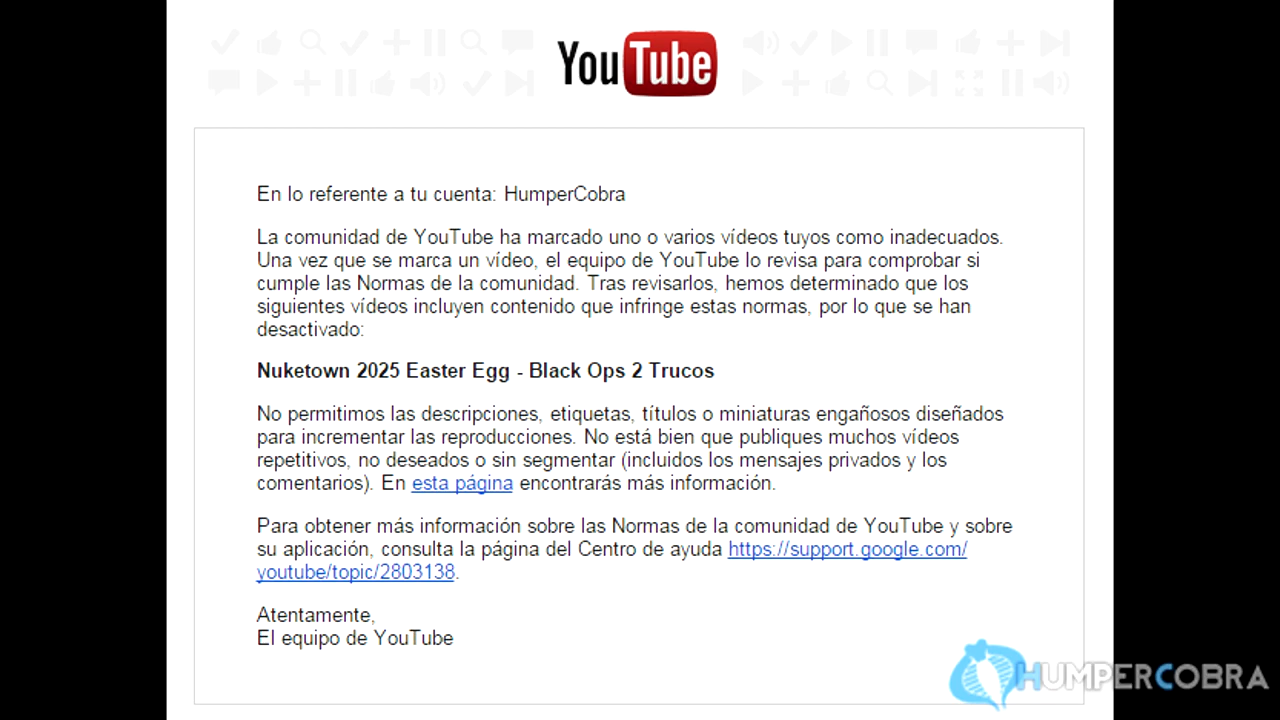 YouTube
En lo referente a tu cuenta: HumperCobra
La comunidad de YouTube ha marcado uno o varios vídeos tuyos como inadecuados.
Una vez que se marca un vídeo, el equipo de YouTube lo revisa para comprobar si
cumple las Normas de la comunidad. Tras revisarlos, hemos determinado que los
siguientes vídeos incluyen contenido que infringe estas normas, por lo que se han
desactivado:
Nuketown 2025 Easter Egg - Black Ops 2 Trucos
No permitimos las descripciones, etiquetas, títulos o miniaturas engañosos diseñados
para incrementar las reproducciones. No está bien que publiques muchos vídeos
repetitivos, no deseados o sin segmentar (incluidos los mensajes privados y los
comentarios). En esta página encontrarás más información.
Para obtener más información sobre las Normas de la comunidad de YouTube y sobre
su aplicación, consulta la página del Centro de ayuda https://support.google.com/
youtube/topic/2803138.
Atentamente,
El equipo de YouTube
HUMPERCOBRA